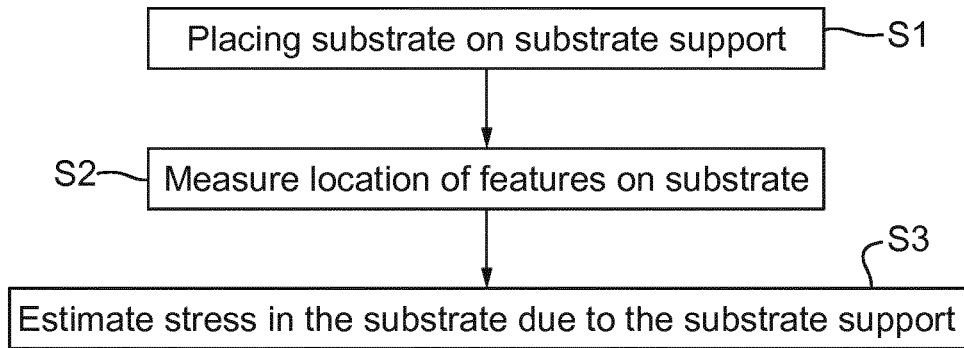 Placing substrate on substrate support
S1
S2
Measure location of features on substrate
S3
Estimate stress in the substrate due to the substrate support